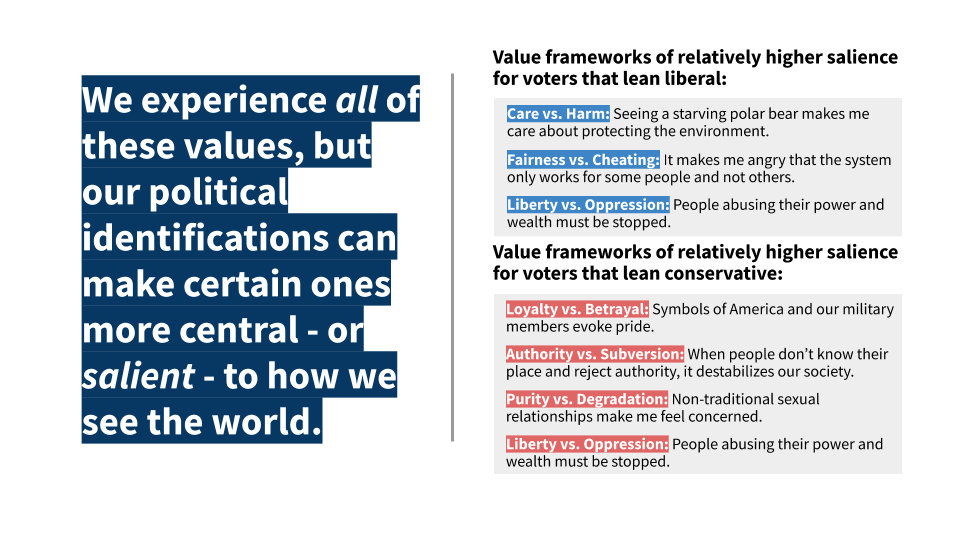 We experience all of
these values, but
our political
identifications can
make certain ones
more central - or
salient - to how we
see the world.
Value frameworks of relatively higher salience
for voters that lean liberal:
Care vs. Harm: Seeing a starving polar bear makes me
care about protecting the environment.
Fairness vs. Cheating: It makes me angry that the system
only works for some people and not others.
Liberty vs. Oppression: People abusing their power and
wealth must be stopped.
Value frameworks of relatively higher salience
for voters that lean conservative:
Loyalty vs. Betrayal: Symbols of America and our military
members evoke pride.
Authority vs. Subversion: When people don’t know their
place and reject authority, it destabilizes our society.
Purity vs. Degradation: Non-traditional sexual
relationships make me feel concerned.
Liberty vs. Oppression: People abusing their power and
wealth must be stopped.